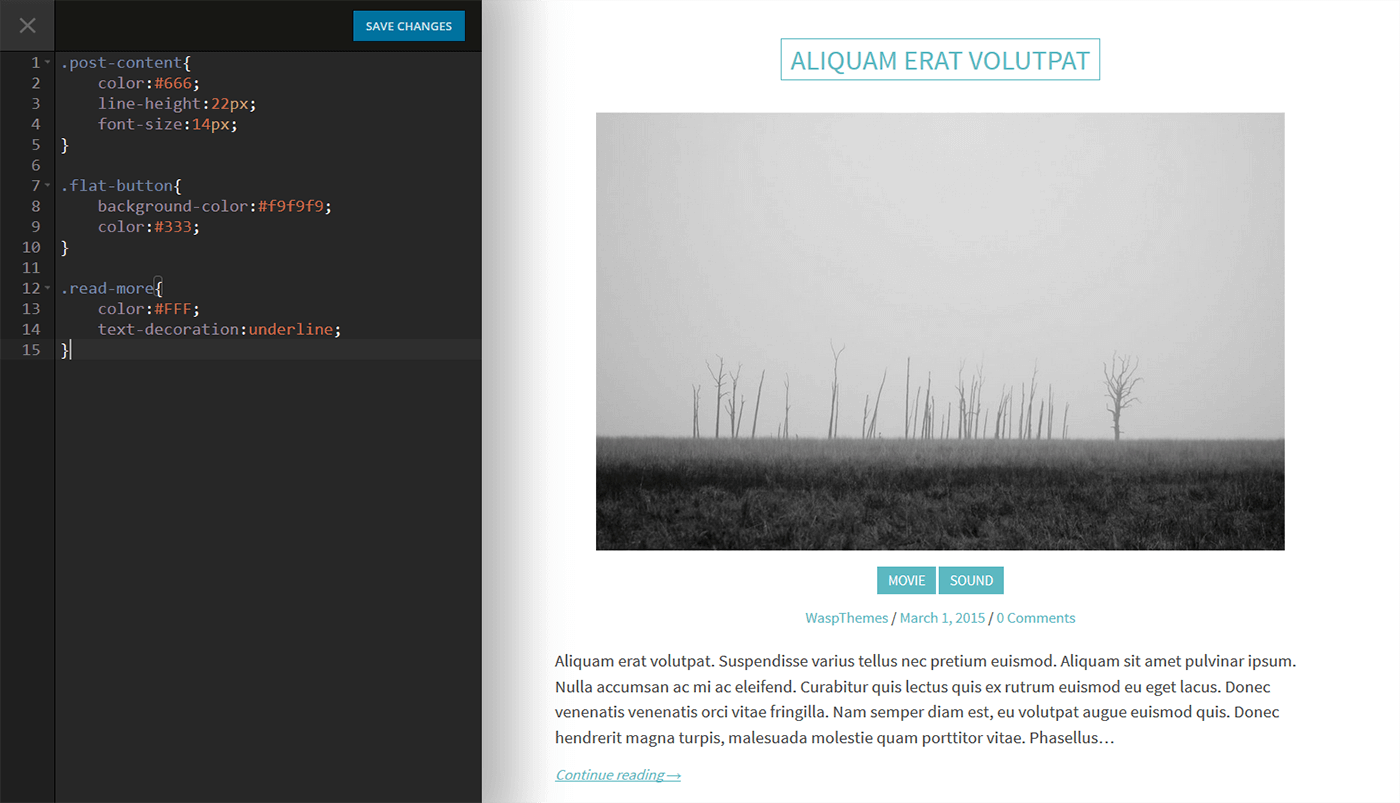 SAVE CHANGES
1 .post-content{
2 color:#666;
3 line-height:22px;
4 font-size:14px;
5 }
6
7 .flat-button{
8 background-color:#f9f9f9;
9 color:#333;
10 }
11
12 .read-more{
13 color:#FFF;
14 text-decoration:underline;
15 }
ALIQUAM ERAT VOLUTPAT
MOVIE SOUND
WaspThemes / March 1, 2015 / 0 Comments
Aliquam erat volutpat. Suspendisse varius tellus nec pretium euismod. Aliquam sit amet pulvinar ipsum.
Nulla accumsan ac mi ac eleifend. Curabitur quis lectus quis ex rutrum euismod eu eget lacus. Donec
venenatis venenatis orci vitae fringilla. Nam semper diam est, eu volutpat augue euismod quis. Donec
hendrerit magna turpis, malesuada molestie quam porttitor vitae. Phasellus…
Continue reading→